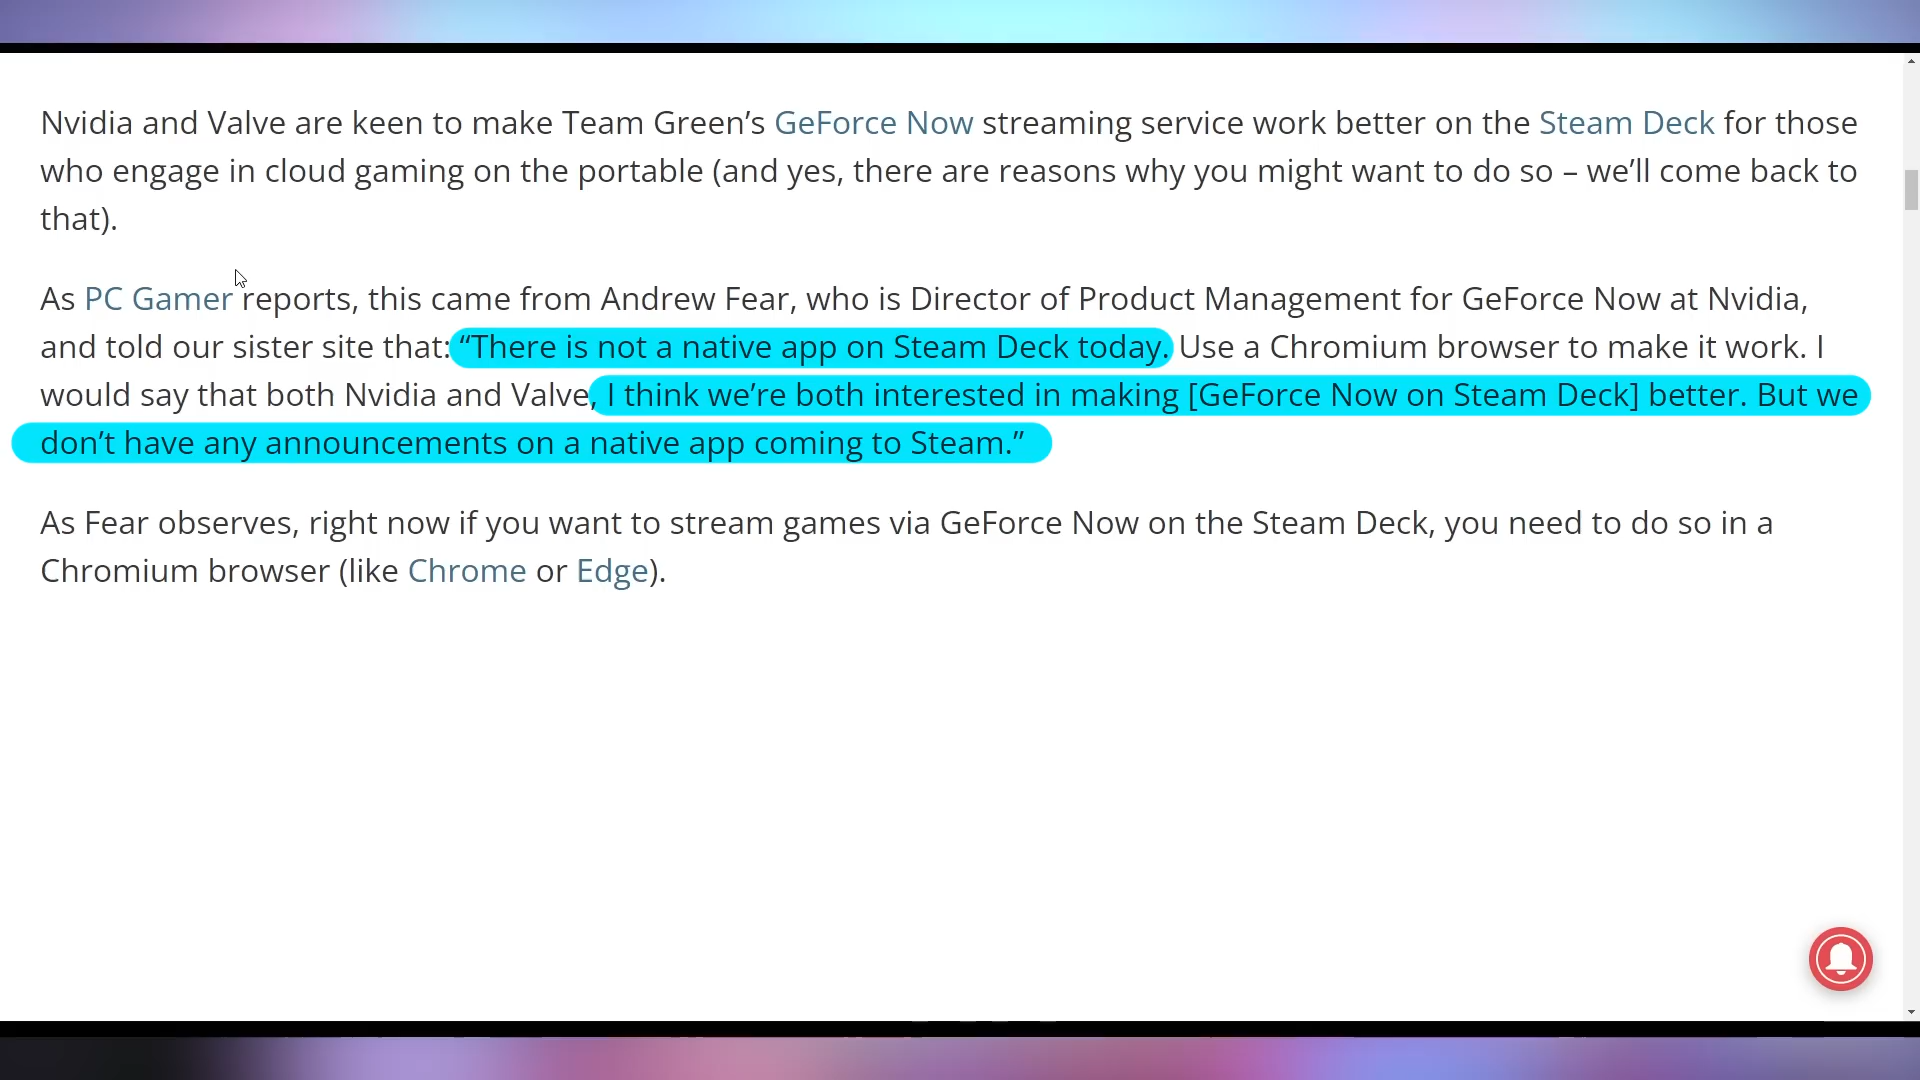 Nvidia and Valve are keen to make Team Green’s GeForce Now streaming service work better on the Steam Deck for those
who engage in cloud gaming on the portable (and yes, there are reasons why you might want to do so – we’ll come back to
that).
As PC Gamer reports, this came from Andrew Fear, who is Director of Product Management for GeForce Now at Nvidia,
and told our sister site that: “There is not a native app on Steam Deck today. Use a Chromium browser to make it work. I
would say that both Nvidia and Valve, I think we’re both interested in making [GeForce Now on Steam Deck] better. But we
don’t have any announcements on a native app coming to Steam.”
As Fear observes, right now if you want to stream games via GeForce Now on the Steam Deck, you need to do so in a
Chromium browser (like Chrome or Edge).